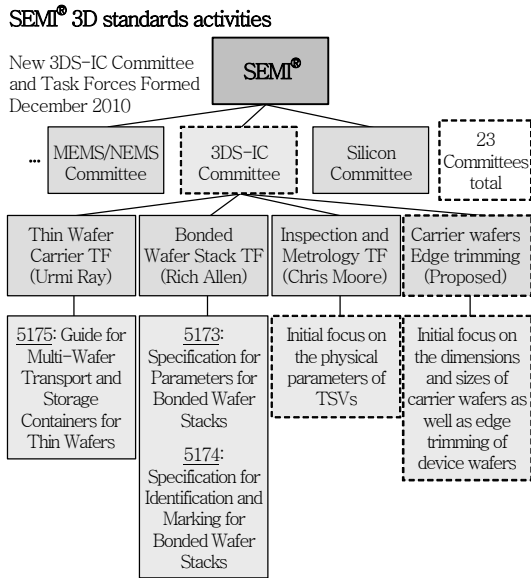 SEMI® 3D standards activities
New 3DS-IC Committee
and Task Forces Formed
December 2010
SEMI®
...
MEMS/NEMS
Committee
3DS-IC
Committee
Silicon
Committee
23
Committees
total
Thin Wafer
Carrier TF
(Urmi Ray)
Bonded
Wafer Stack TF
(Rich Allen)
Inspection and
Metrology TF
(Chris Moore)
Carrier wafers
Edge trimming
(Proposed)
5175: Guide for
Multi-Wafer
Transport and
Storage
Containers for
Thin Wafers
5173:
Specification for
Parameters for
Bonded Wafer
Stacks
5174:
Specification for
Identification and
Marking for
Bonded Wafer
Stacks
Initial focus on
the physical
parameters of
TSVs
Initial focus on
the dimensions
and sizes of
carrier wafers as
well as edge
trimming of
device wafers